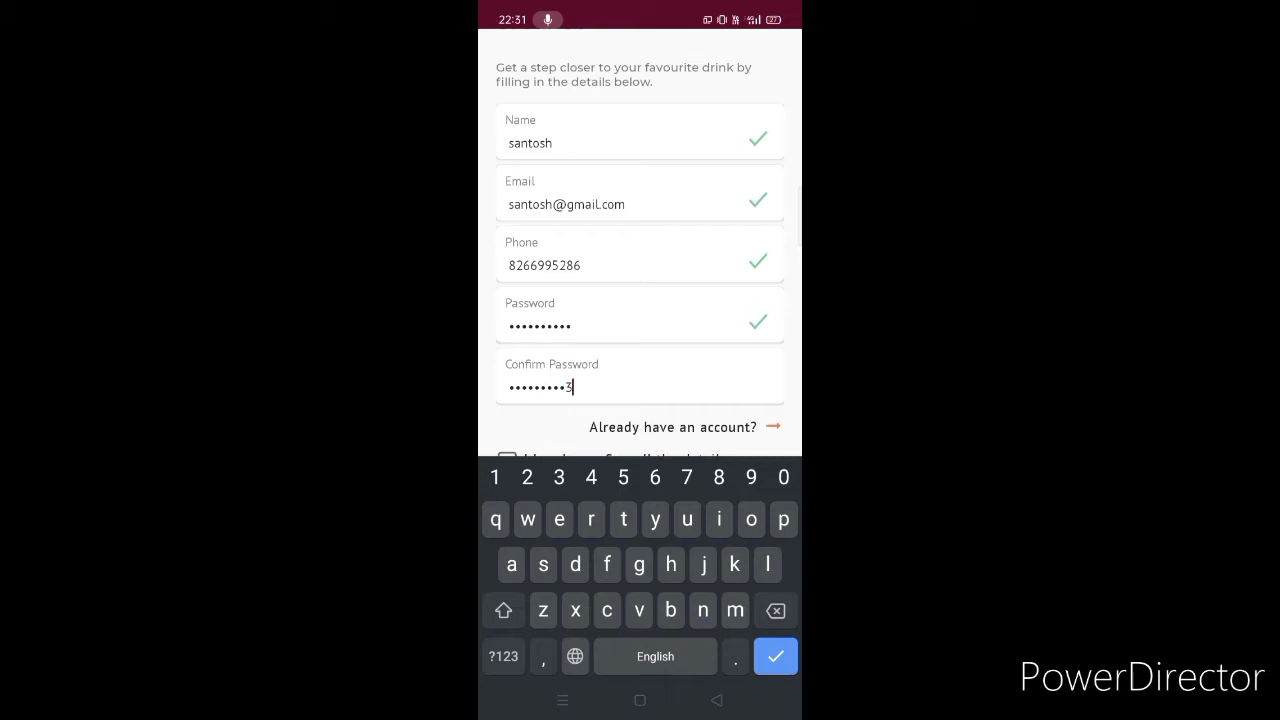 22:31
27
Get a step closer to your favourite drink by
filling in the details below.
Name
santosh
Email
santosh@gmail.com
Phone
8266995286
Password
••••••••••
Confirm Password
•••••••••3
Already have an account? →
1 2 3 4 5 6 7 8 9 0
q w e r t y u i o p
a s d f g h j k l
z x c v b n m
?123 , English .
PowerDirector